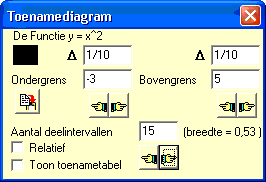 Toenamediagram
De Functie y = x^2
Δ 1/10 Δ 1/10
Ondergrens -3 Bovengrens 5
Aantal deelintervallen 15 (breedte = 0,53 )
Relatief
Toon toenametabel